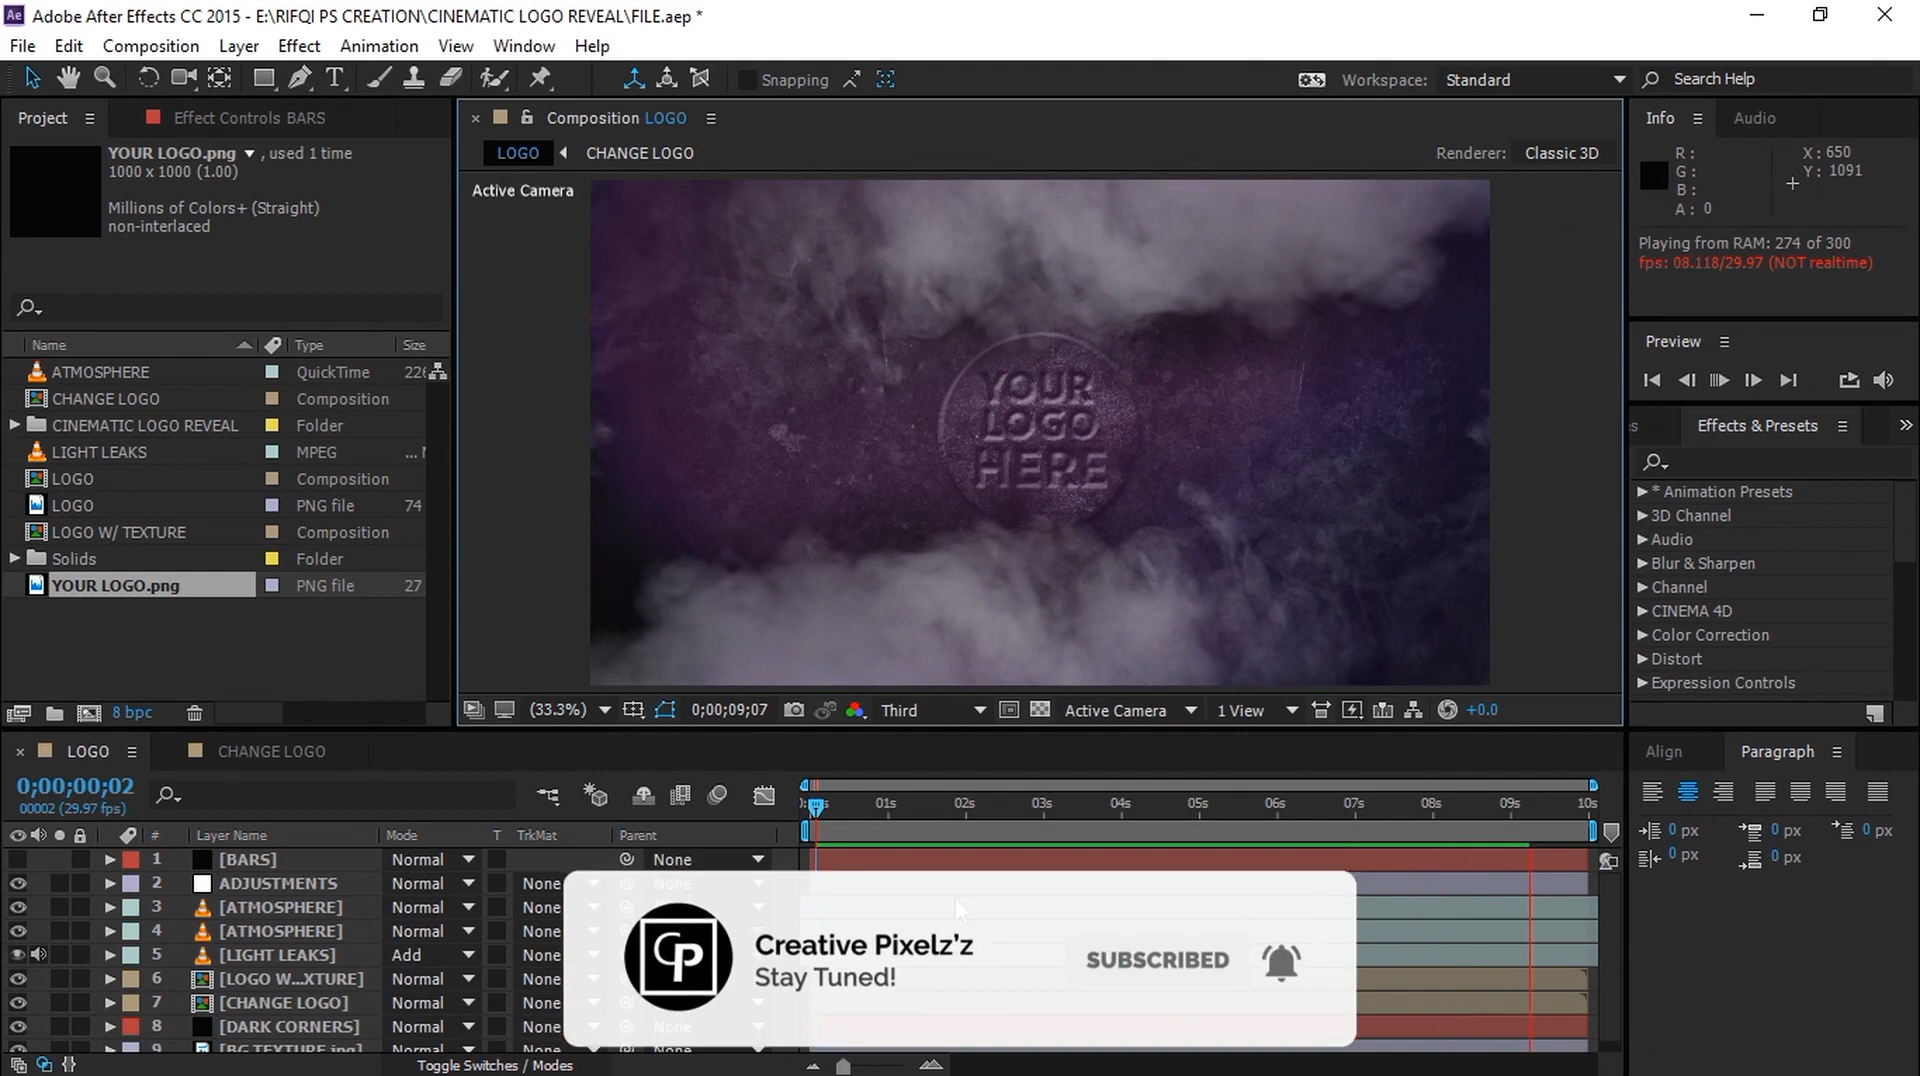 Adobe After Effects CC 2015 - E:\RIFQI PS CREATION\CINEMATIC LOGO REVEAL\FILE.aep *
File Edit Composition Layer Effect Animation View Window Help
Snapping
Workspace: Standard
Search Help
Project
Effect Controls BARS
YOUR LOGO.png , used 1 time
1000 x 1000 (1.00)
Millions of Colors+ (Straight)
non-interlaced
Name Type Size
ATMOSPHERE QuickTime 226
CHANGE LOGO Composition
CINEMATIC LOGO REVEAL Folder
LIGHT LEAKS MPEG ...
LOGO Composition
LOGO PNG file 74
LOGO W/ TEXTURE Composition
Solids Folder
YOUR LOGO.png PNG file 27
8 bpc
Composition LOGO
LOGO CHANGE LOGO
Renderer: Classic 3D
Active Camera
YOUR
LOGO
HERE
(33.3%) 0;00;09;07 Third Active Camera 1 View +0.0
Info Audio
R:
G:
B:
A: 0
X: 650
Y: 1091
Playing from RAM: 274 of 300
fps: 08.118/29.97 (NOT realtime)
Preview
Effects & Presets
* Animation Presets
3D Channel
Audio
Blur & Sharpen
Channel
CINEMA 4D
Color Correction
Distort
Expression Controls
LOGO CHANGE LOGO
0;00;00;02
00002 (29.97 fps)
01s 02s 03s 04s 05s 06s 07s 08s 09s 10s
# Layer Name Mode T TrkMat Parent
1 [BARS] Normal None
2 ADJUSTMENTS Normal None None
3 [ATMOSPHERE] Normal None
4 [ATMOSPHERE] Normal None
5 [LIGHT LEAKS] Add None
6 [LOGO W...XTURE] Normal None
7 [CHANGE LOGO] Normal None
8 [DARK CORNERS] Normal None
9 [BG TEXTURE.jpg] Normal None
Toggle Switches / Modes
CP
Creative Pixelz’z
Stay Tuned!
SUBSCRIBED
Align Paragraph
0 px 0 px 0 px
0 px 0 px